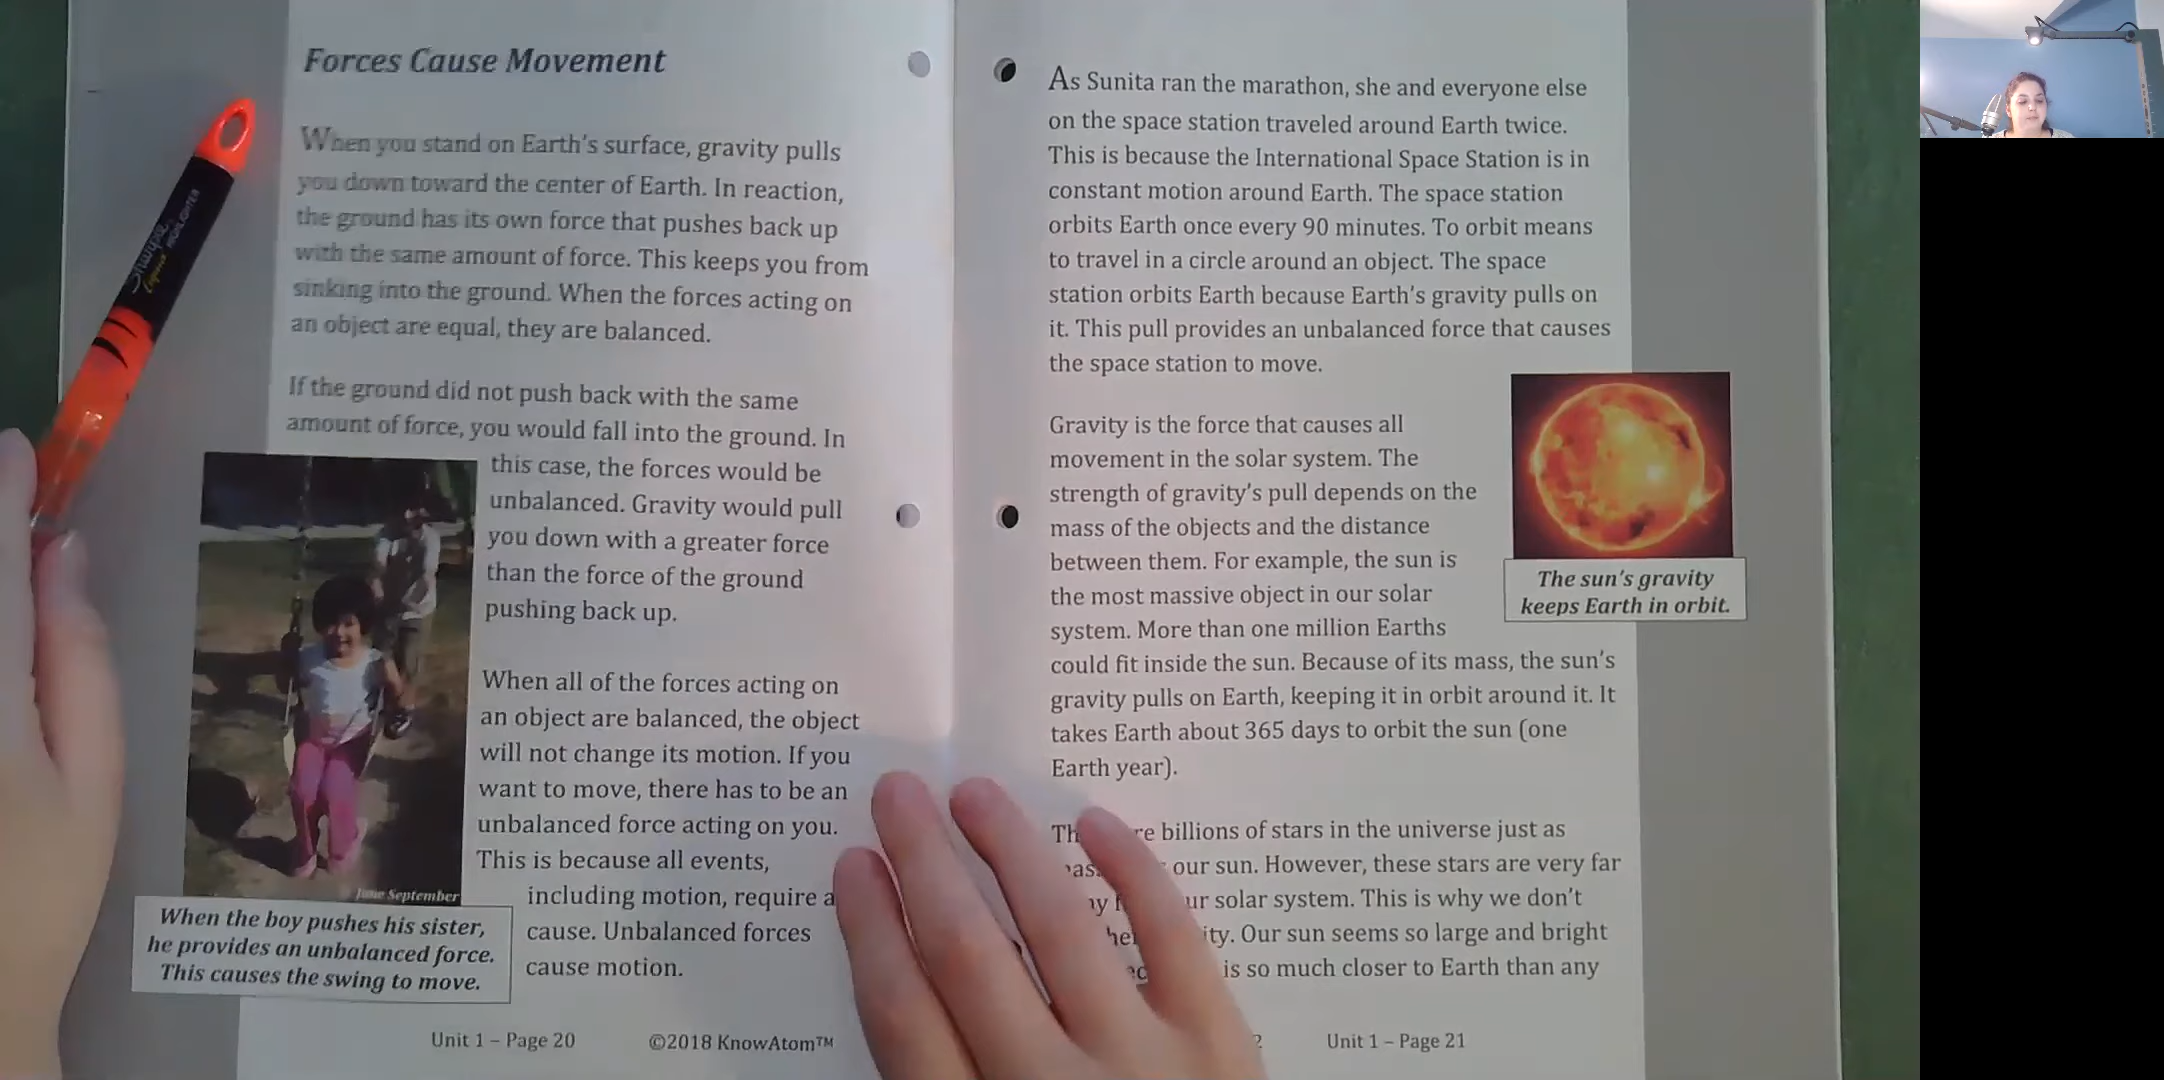 Forces Cause Movement
When you stand on Earth's surface, gravity pulls
you down toward the center of Earth. In reaction,
the ground has its own force that pushes back up
with the same amount of force. This keeps you from
sinking into the ground. When the forces acting on
an object are equal, they are balanced.
If the ground did not push back with the same
amount of force, you would fall into the ground. In
this case, the forces would be
unbalanced. Gravity would pull
you down with a greater force
than the force of the ground
pushing back up.
When all of the forces acting on
an object are balanced, the object
will not change its motion. If you
want to move, there has to be an
unbalanced force acting on you.
This is because all events,
including motion, require a
cause. Unbalanced forces
cause motion.
June September
When the boy pushes his sister,
he provides an unbalanced force.
This causes the swing to move.
Unit 1 – Page 20 ©2018 KnowAtom™
Sharpie
HIGHLIGHTER
As Sunita ran the marathon, she and everyone else
on the space station traveled around Earth twice.
This is because the International Space Station is in
constant motion around Earth. The space station
orbits Earth once every 90 minutes. To orbit means
to travel in a circle around an object. The space
station orbits Earth because Earth's gravity pulls on
it. This pull provides an unbalanced force that causes
the space station to move.
Gravity is the force that causes all
movement in the solar system. The
strength of gravity's pull depends on the
mass of the objects and the distance
between them. For example, the sun is
the most massive object in our solar
system. More than one million Earths
could fit inside the sun. Because of its mass, the sun's
gravity pulls on Earth, keeping it in orbit around it. It
takes Earth about 365 days to orbit the sun (one
Earth year).
The sun's gravity
keeps Earth in orbit.
billions of stars in the universe just as
our sun. However, these stars are very far
solar system. This is why we don't
Our sun seems so large and bright
is so much closer to Earth than any
Unit 1 – Page 21